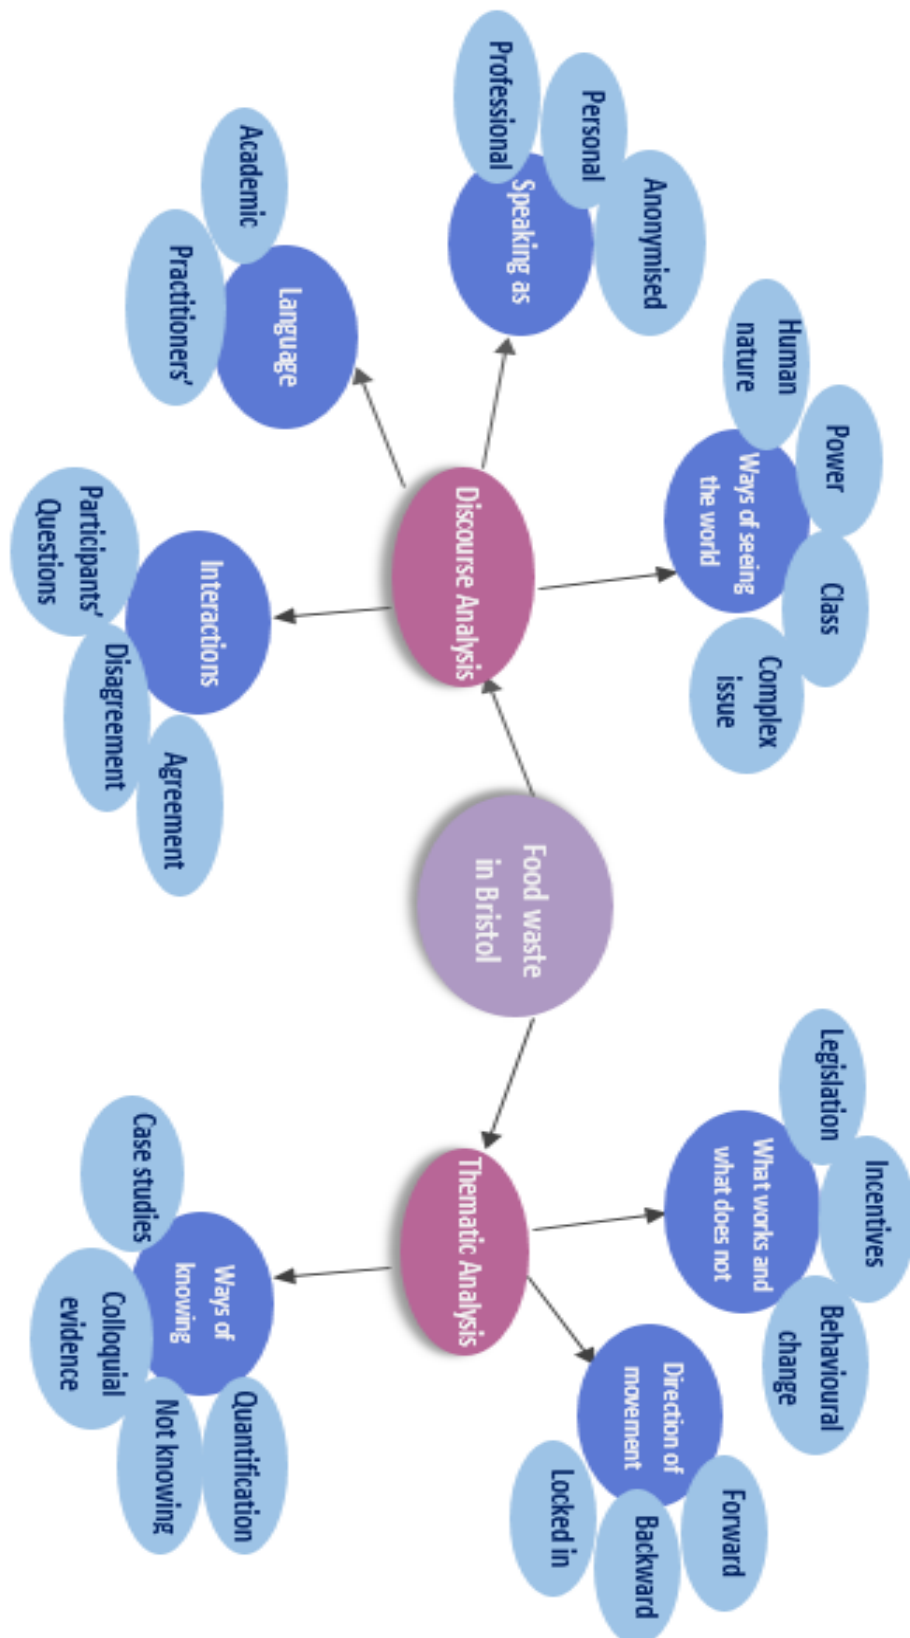 Professional
Personal
Anonymised
Speaking as
Academic
Practitioners'
Language
Human
nature
Power
Class
Complex
issue
Ways of seeing
the world
Discourse Analysis
Interactions
Participants'
Questions
Disagreement
Agreement
Food waste
in Bristol
Legislation
Incentives
Behavioural
change
What works and
what does not
Thematic Analysis
Direction of
movement
Forward
Backward
Locked in
Case studies
Ways of
knowing
Colloquial
evidence
Not knowing
Quantification